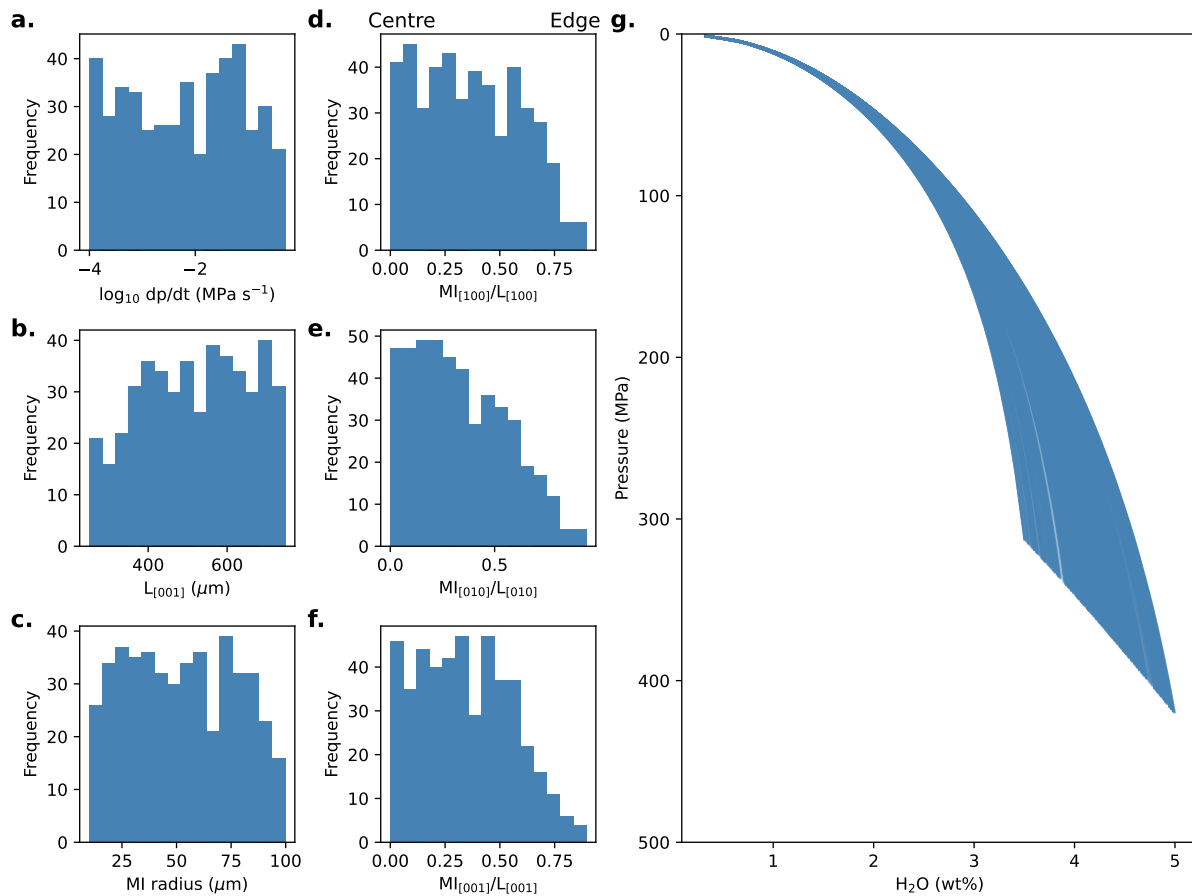 a.
Frequency
0
10
20
30
40
−4
−2
log₁₀ dp/dt (MPa s⁻¹)
b.
Frequency
0
10
20
30
40
400
600
L[001] (μm)
c.
Frequency
0
10
20
30
40
25
50
75
100
MI radius (μm)
d.
Centre
Edge
Frequency
0
10
20
30
40
0.00
0.25
0.50
0.75
MI[100]/L[100]
e.
Frequency
0
10
20
30
40
50
0.0
0.5
MI[010]/L[010]
f.
Frequency
0
10
20
30
40
0.00
0.25
0.50
0.75
MI[001]/L[001]
g.
Pressure (MPa)
0
100
200
300
400
500
1
2
3
4
5
H₂O (wt%)